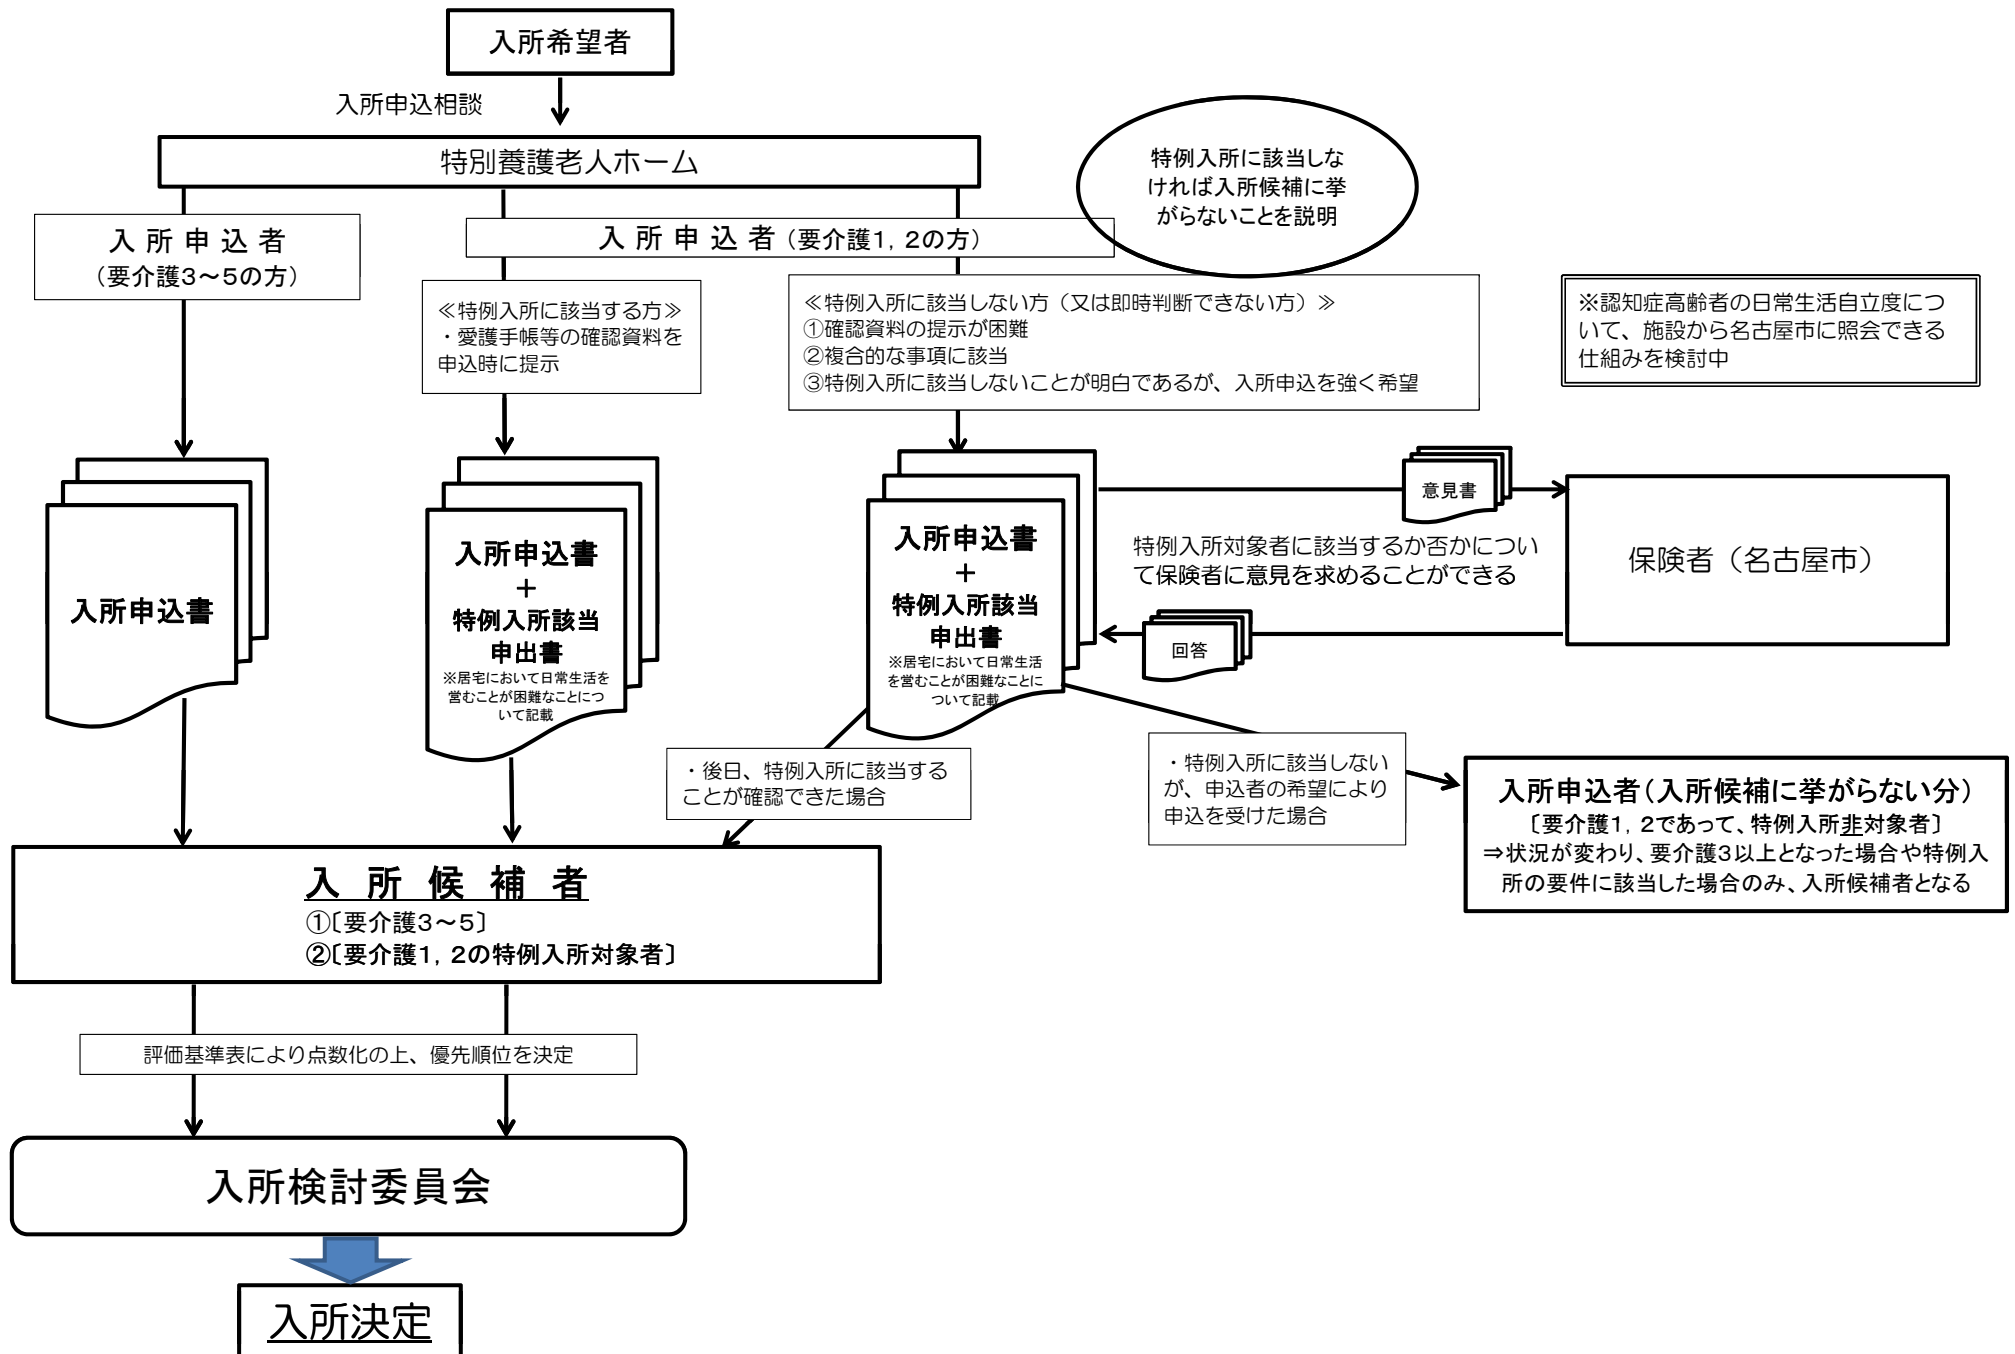 入所希望者
入所申込相談
特別養護老人ホーム
特例入所に該当しな
ければ入所候補に挙
がらないことを説明
入 所 申 込 者
（要介護3～5の方）
入 所 申 込 者 （要介護1，2の方）
≪特例入所に該当する方≫
・愛護手帳等の確認資料を
申込時に提示
≪特例入所に該当しない方（又は即時判断できない方）≫
①確認資料の提示が困難
②複合的な事項に該当
③特例入所に該当しないことが明白であるが、入所申込を強く希望
※認知症高齢者の日常生活自立度につ
いて、施設から名古屋市に照会できる
仕組みを検討中
入所申込書
入所申込書
＋
特例入所該当
申出書
※居宅において日常生活を
営むことが困難なことにつ
いて記載
入所申込書
＋
特例入所該当
申出書
※居宅において日常生活
を営むことが困難なことに
ついて記載
意見書
特例入所対象者に該当するか否かについ
て保険者に意見を求めることができる
回答
保険者（名古屋市）
・後日、特例入所に該当する
ことが確認できた場合
・特例入所に該当しない
が、申込者の希望により
申込を受けた場合
入所申込者（入所候補に挙がらない分）
〔要介護1，2であって、特例入所非対象者〕
⇒状況が変わり、要介護3以上となった場合や特例入
所の要件に該当した場合のみ、入所候補者となる
入 所 候 補 者
①〔要介護3～5〕
②〔要介護1，2の特例入所対象者〕
評価基準表により点数化の上、優先順位を決定
入所検討委員会
入所決定